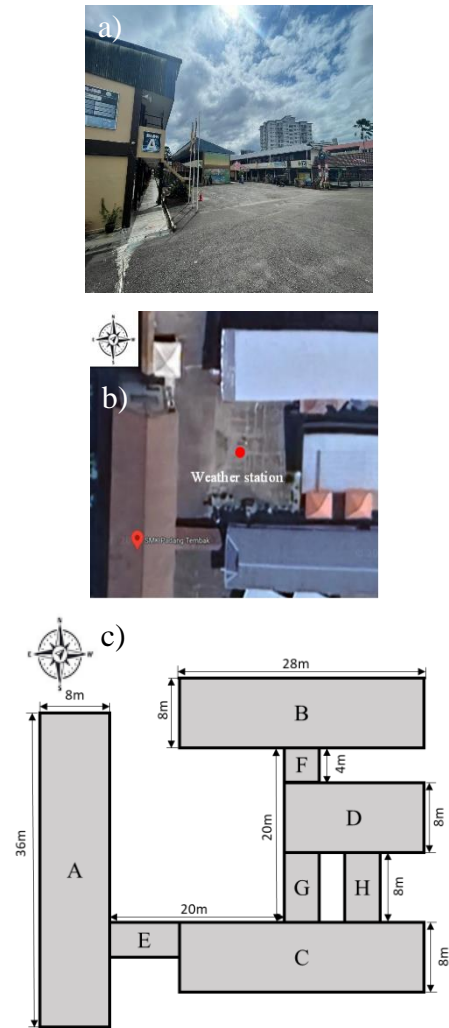 a)
A
N
E W
S
b)
Weather station
SMK Padang Tembak
c)
N
E W
S
28m
8m
B
8m
F
4m
36m
20m
D
8m
A
G
H
8m
20m
E
C
8m